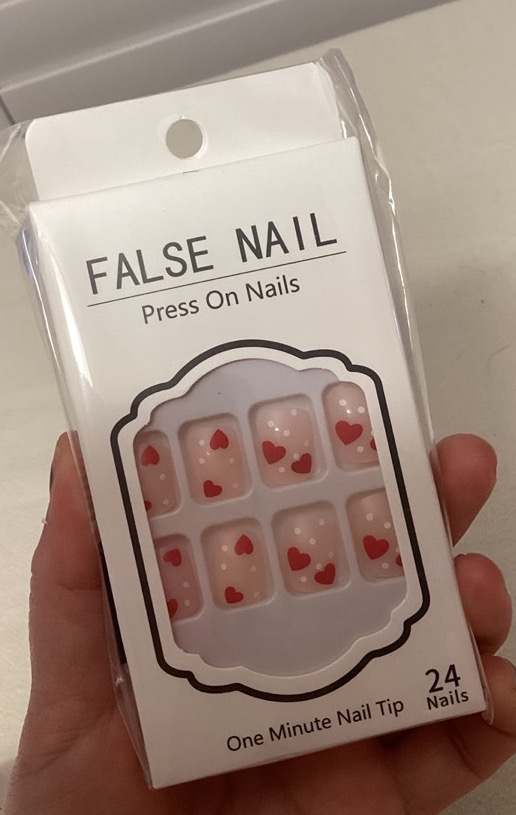 FALSE NAIL
Press On Nails
24
Nails
One Minute Nail Tip